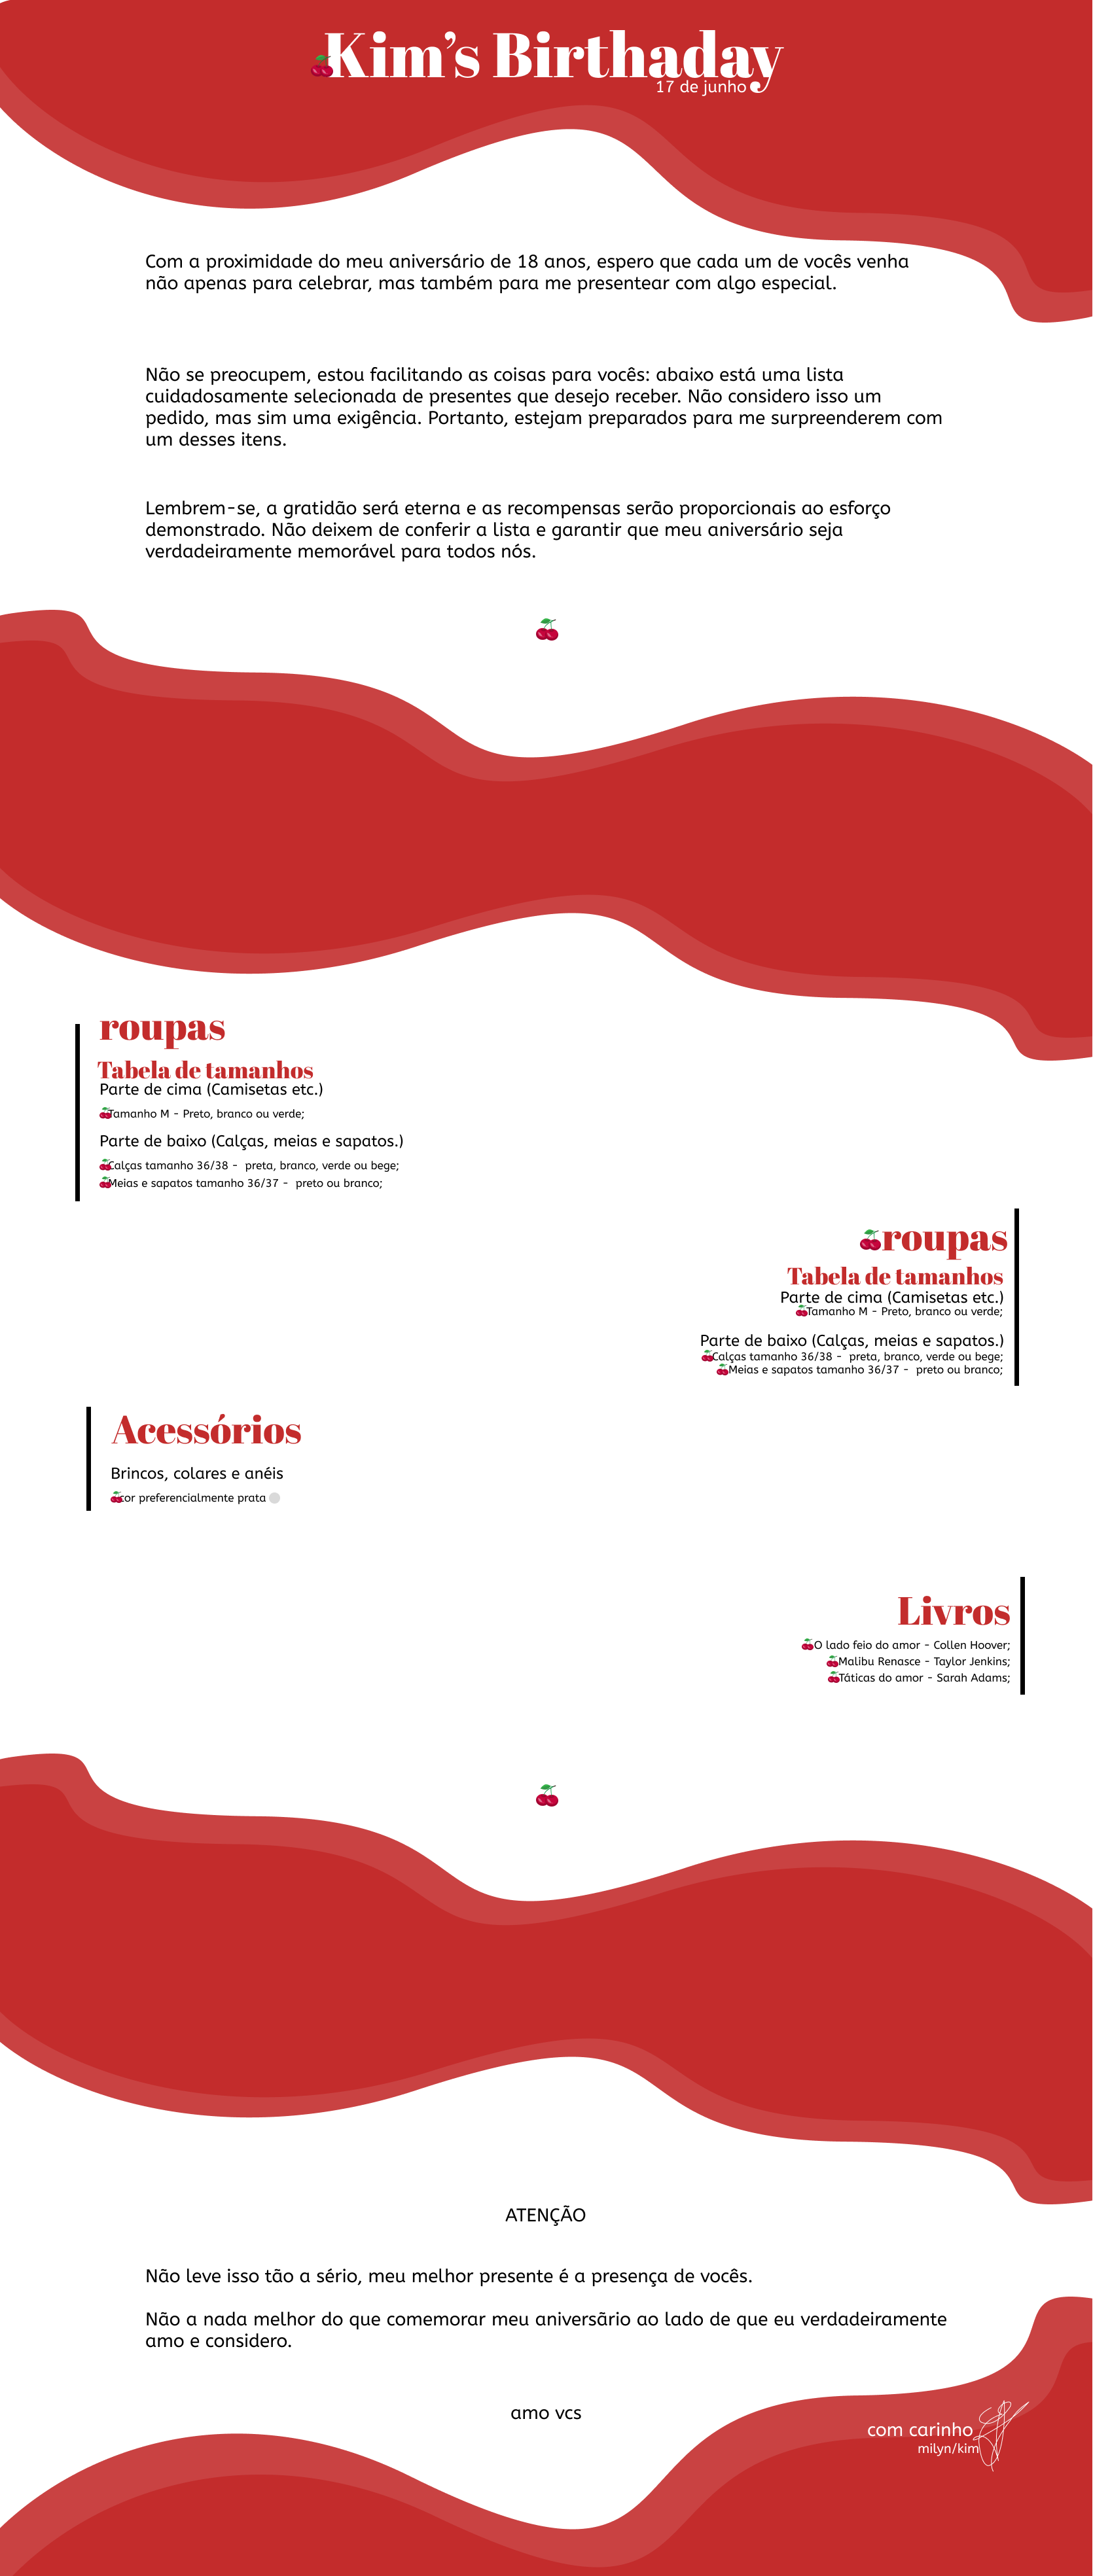 Kim’s Birthaday
17 de junho
Com a proximidade do meu aniversário de 18 anos, espero que cada um de vocês venha
não apenas para celebrar, mas também para me presentear com algo especial.
Não se preocupem, estou facilitando as coisas para vocês: abaixo está uma lista
cuidadosamente selecionada de presentes que desejo receber. Não considero isso um
pedido, mas sim uma exigência. Portanto, estejam preparados para me surpreenderem com
um desses itens.
Lembrem-se, a gratidão será eterna e as recompensas serão proporcionais ao esforço
demonstrado. Não deixem de conferir a lista e garantir que meu aniversário seja
verdadeiramente memorável para todos nós.
roupas
Tabela de tamanhos
Parte de cima (Camisetas etc.)
Tamanho M - Preto, branco ou verde;
Parte de baixo (Calças, meias e sapatos.)
Calças tamanho 36/38 - preta, branco, verde ou bege;
Meias e sapatos tamanho 36/37 - preto ou branco;
roupas
Tabela de tamanhos
Parte de cima (Camisetas etc.)
Tamanho M - Preto, branco ou verde;
Parte de baixo (Calças, meias e sapatos.)
Calças tamanho 36/38 - preta, branco, verde ou bege;
Meias e sapatos tamanho 36/37 - preto ou branco;
Acessórios
Brincos, colares e anéis
cor preferencialmente prata
Livros
O lado feio do amor - Collen Hoover;
Malibu Renasce - Taylor Jenkins;
Táticas do amor - Sarah Adams;
ATENÇÃO
Não leve isso tão a sério, meu melhor presente é a presença de vocês.
Não a nada melhor do que comemorar meu aniversãrio ao lado de que eu verdadeiramente
amo e considero.
amo vcs
com carinho
milyn/kim